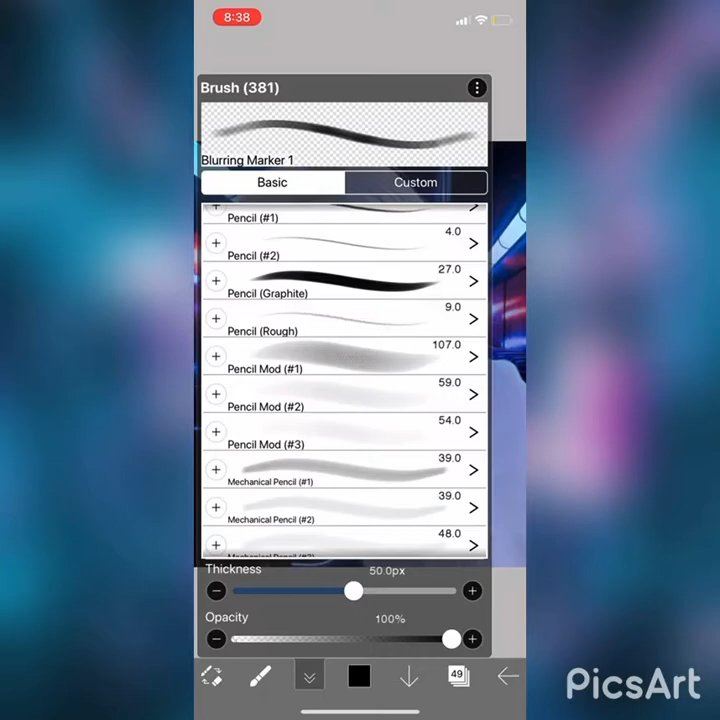 8:38
Brush (381)
Blurring Marker 1
Basic Custom
Pencil (#1)
4.0
Pencil (#2)
27.0
Pencil (Graphite)
9.0
Pencil (Rough)
107.0
Pencil Mod (#1)
59.0
Pencil Mod (#2)
54.0
Pencil Mod (#3)
39.0
Mechanical Pencil (#1)
39.0
Mechanical Pencil (#2)
48.0
Thickness 50.0px
Opacity 100%
49
PicsArt